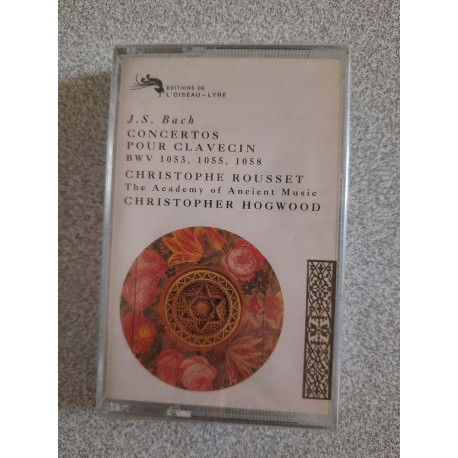 EDITIONS DE
L'OISEAU-LYRE
J.S. Bach
CONCERTOS
POUR CLAVECIN
BWV 1053, 1055, 1058
CHRISTOPHE ROUSSET
The Academy of Ancient Music
CHRISTOPHER HOGWOOD